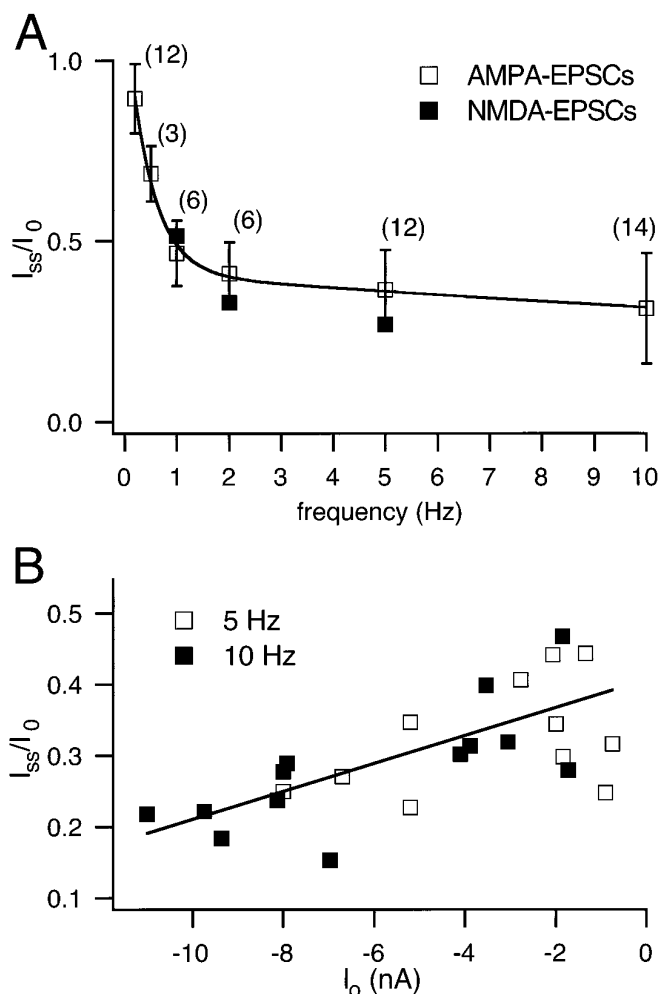 A
Iss/I0
1.0
0.5
0.0
(12)
(3)
(6)
(6)
(12)
(14)
AMPA-EPSCs
NMDA-EPSCs
0 1 2 3 4 5 6 7 8 9 10
frequency (Hz)
B
Iss/I0
0.5
0.4
0.3
0.2
0.1
5 Hz
10 Hz
-10 -8 -6 -4 -2 0
Io (nA)